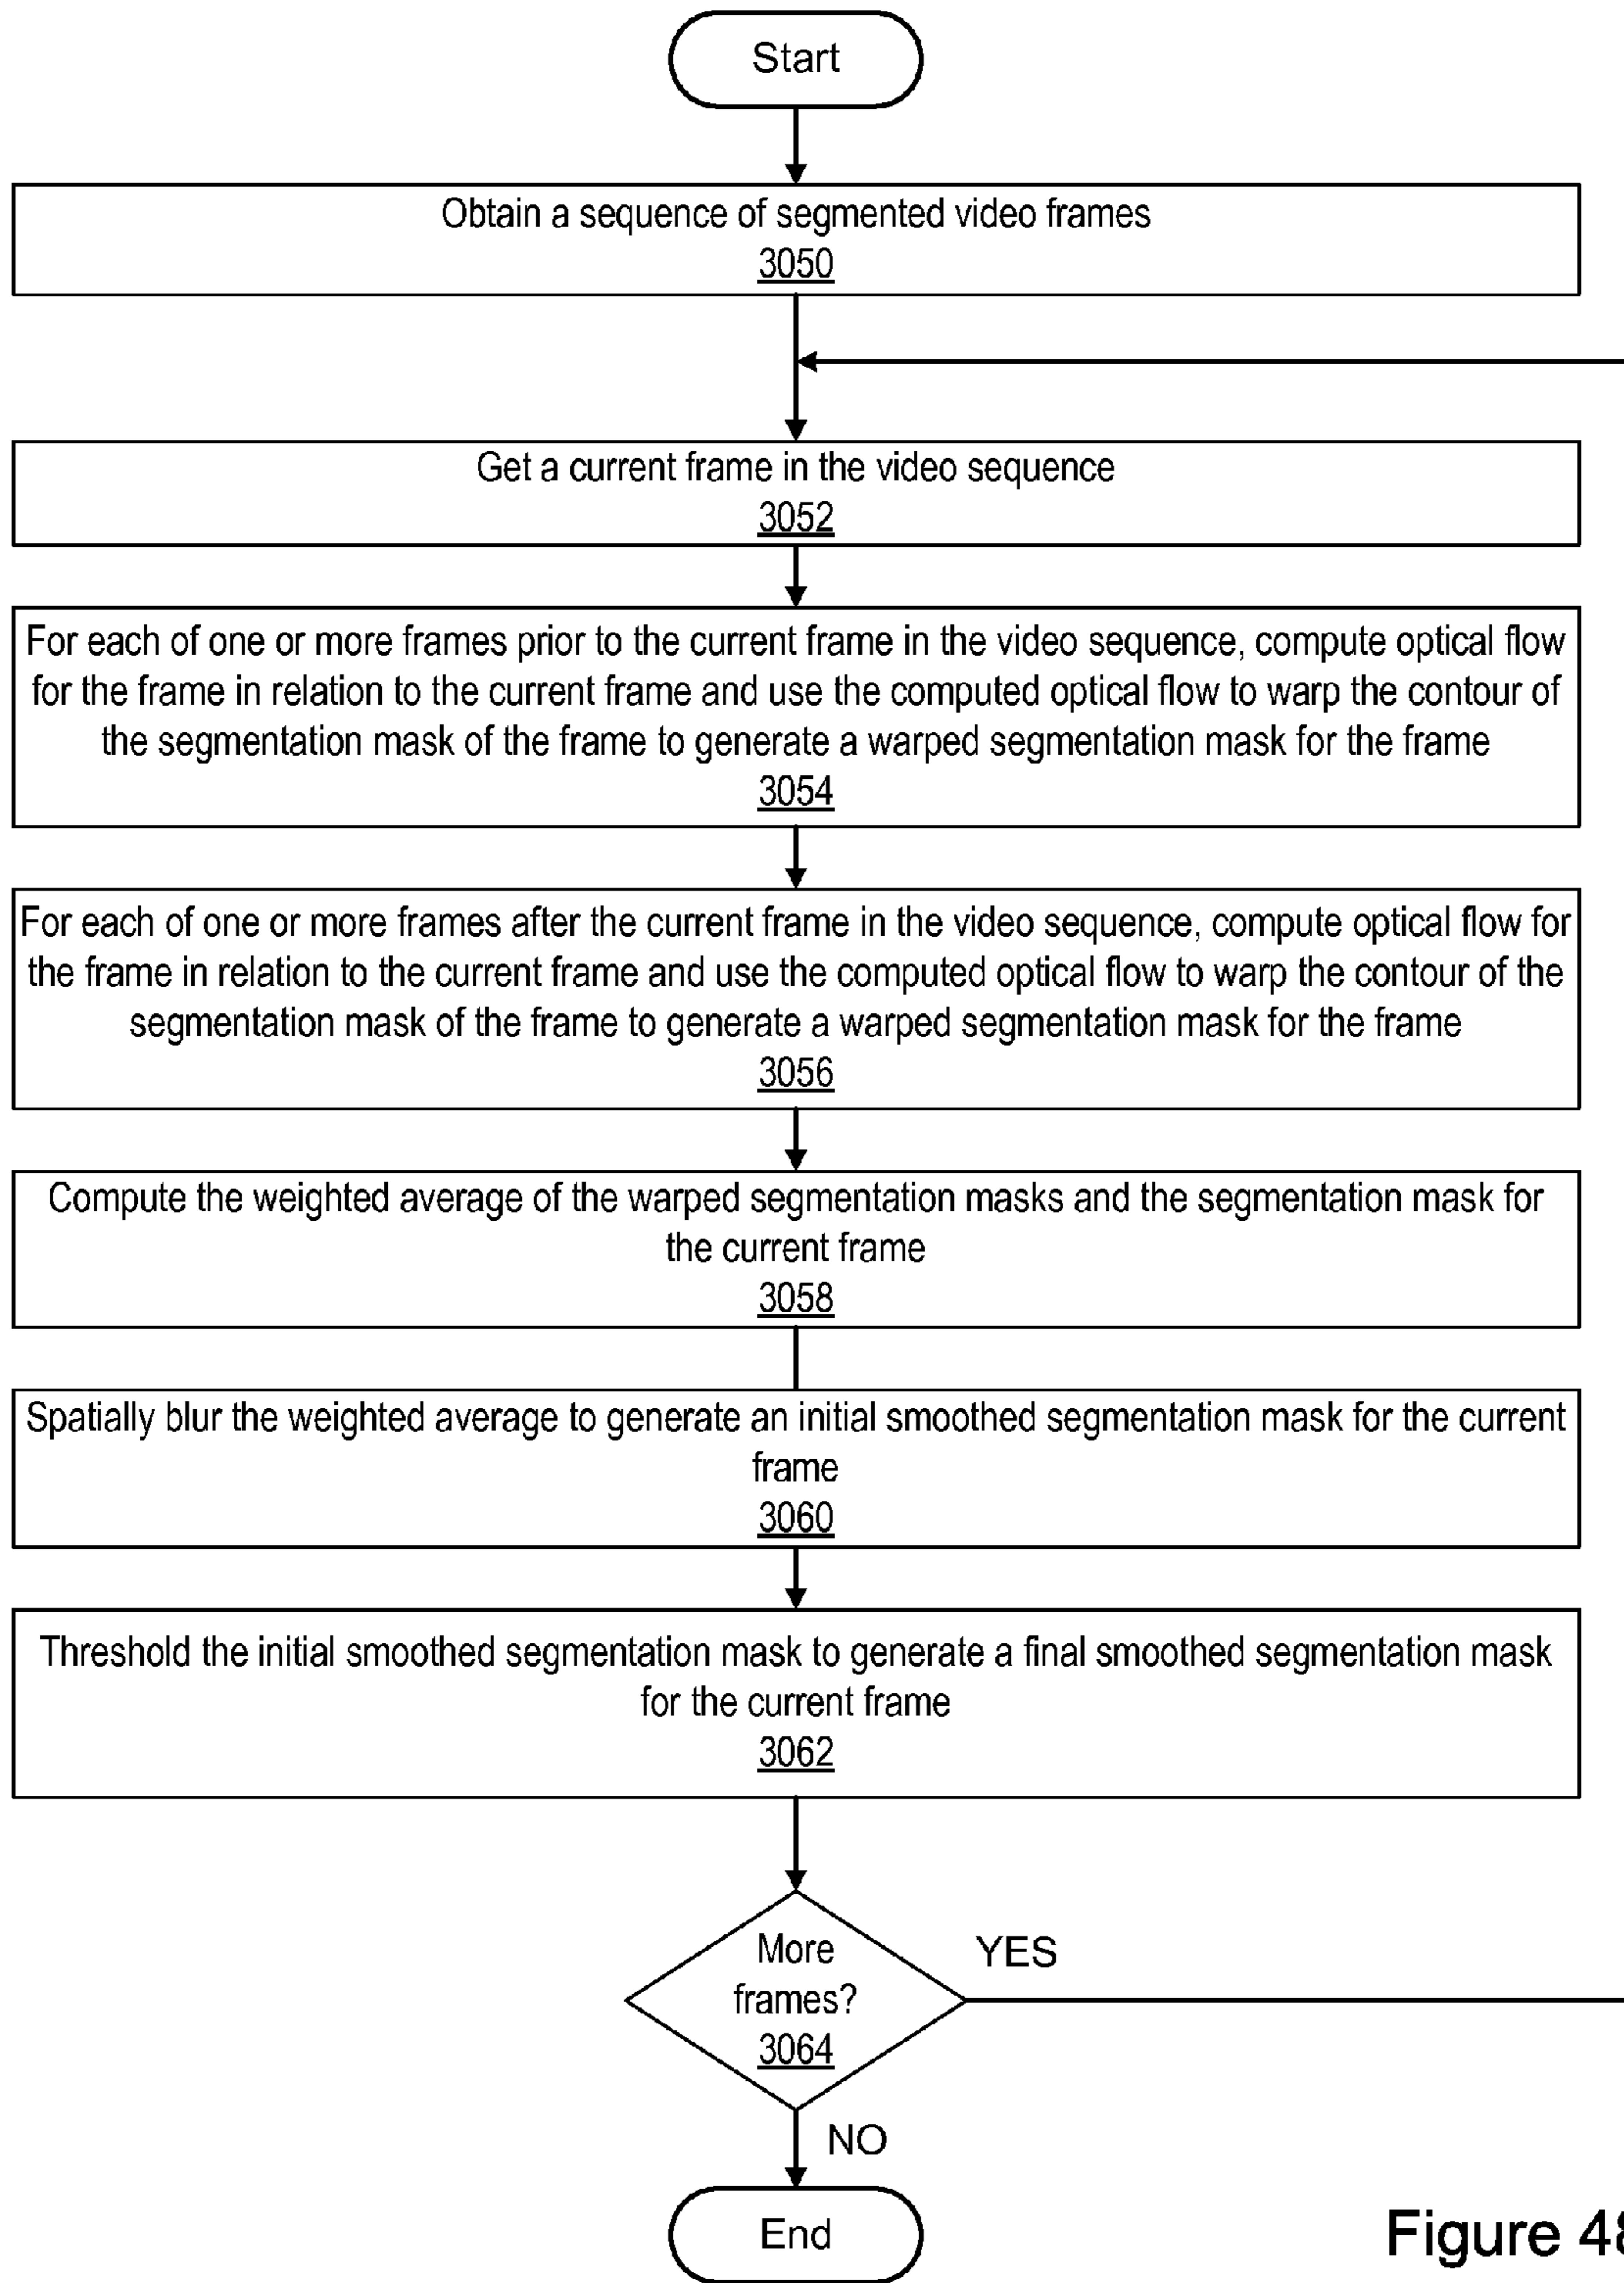 Start
Obtain a sequence of segmented video frames
3050
Get a current frame in the video sequence
3052
For each of one or more frames prior to the current frame in the video sequence, compute optical flow
for the frame in relation to the current frame and use the computed optical flow to warp the contour of
the segmentation mask of the frame to generate a warped segmentation mask for the frame
3054
For each of one or more frames after the current frame in the video sequence, compute optical flow for
the frame in relation to the current frame and use the computed optical flow to warp the contour of the
segmentation mask of the frame to generate a warped segmentation mask for the frame
3056
Compute the weighted average of the warped segmentation masks and the segmentation mask for
the current frame
3058
Spatially blur the weighted average to generate an initial smoothed segmentation mask for the current
frame
3060
Threshold the initial smoothed segmentation mask to generate a final smoothed segmentation mask
for the current frame
3062
More
frames?
3064
YES
NO
End
Figure 48